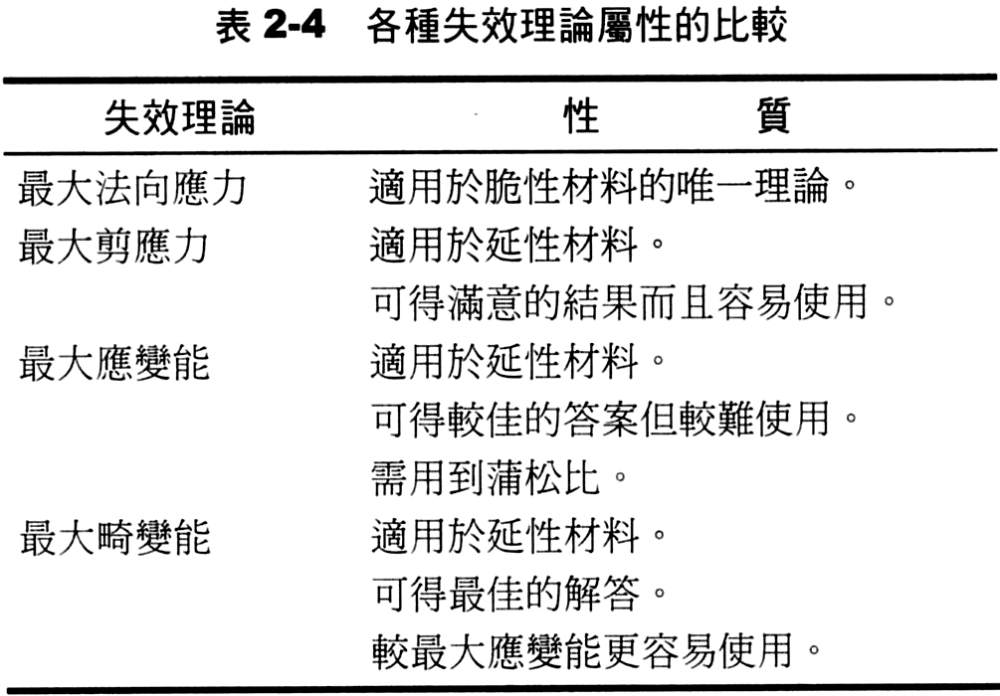 表 2-4 各種失效理論屬性的比較
失效理論 性 質
最大法向應力 適用於脆性材料的唯一理論。
最大剪應力 適用於延性材料。
可得滿意的結果而且容易使用。
最大應變能 適用於延性材料。
可得較佳的答案但較難使用。
需用到蒲松比。
最大畸變能 適用於延性材料。
可得最佳的解答。
較最大應變能更容易使用。